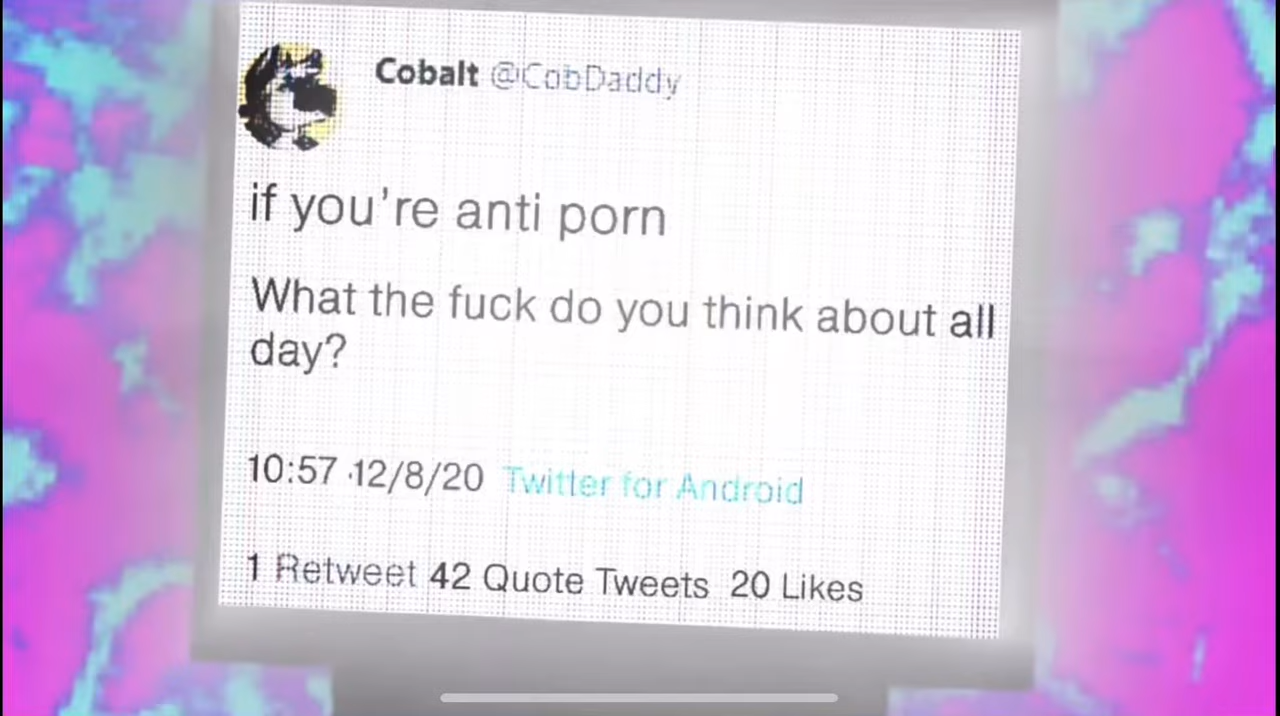 Cobalt @CobDaddy
if you're anti porn
What the fuck do you think about all
day?
10:57 ·12/8/20 Twitter for Android
1 Retweet 42 Quote Tweets 20 Likes